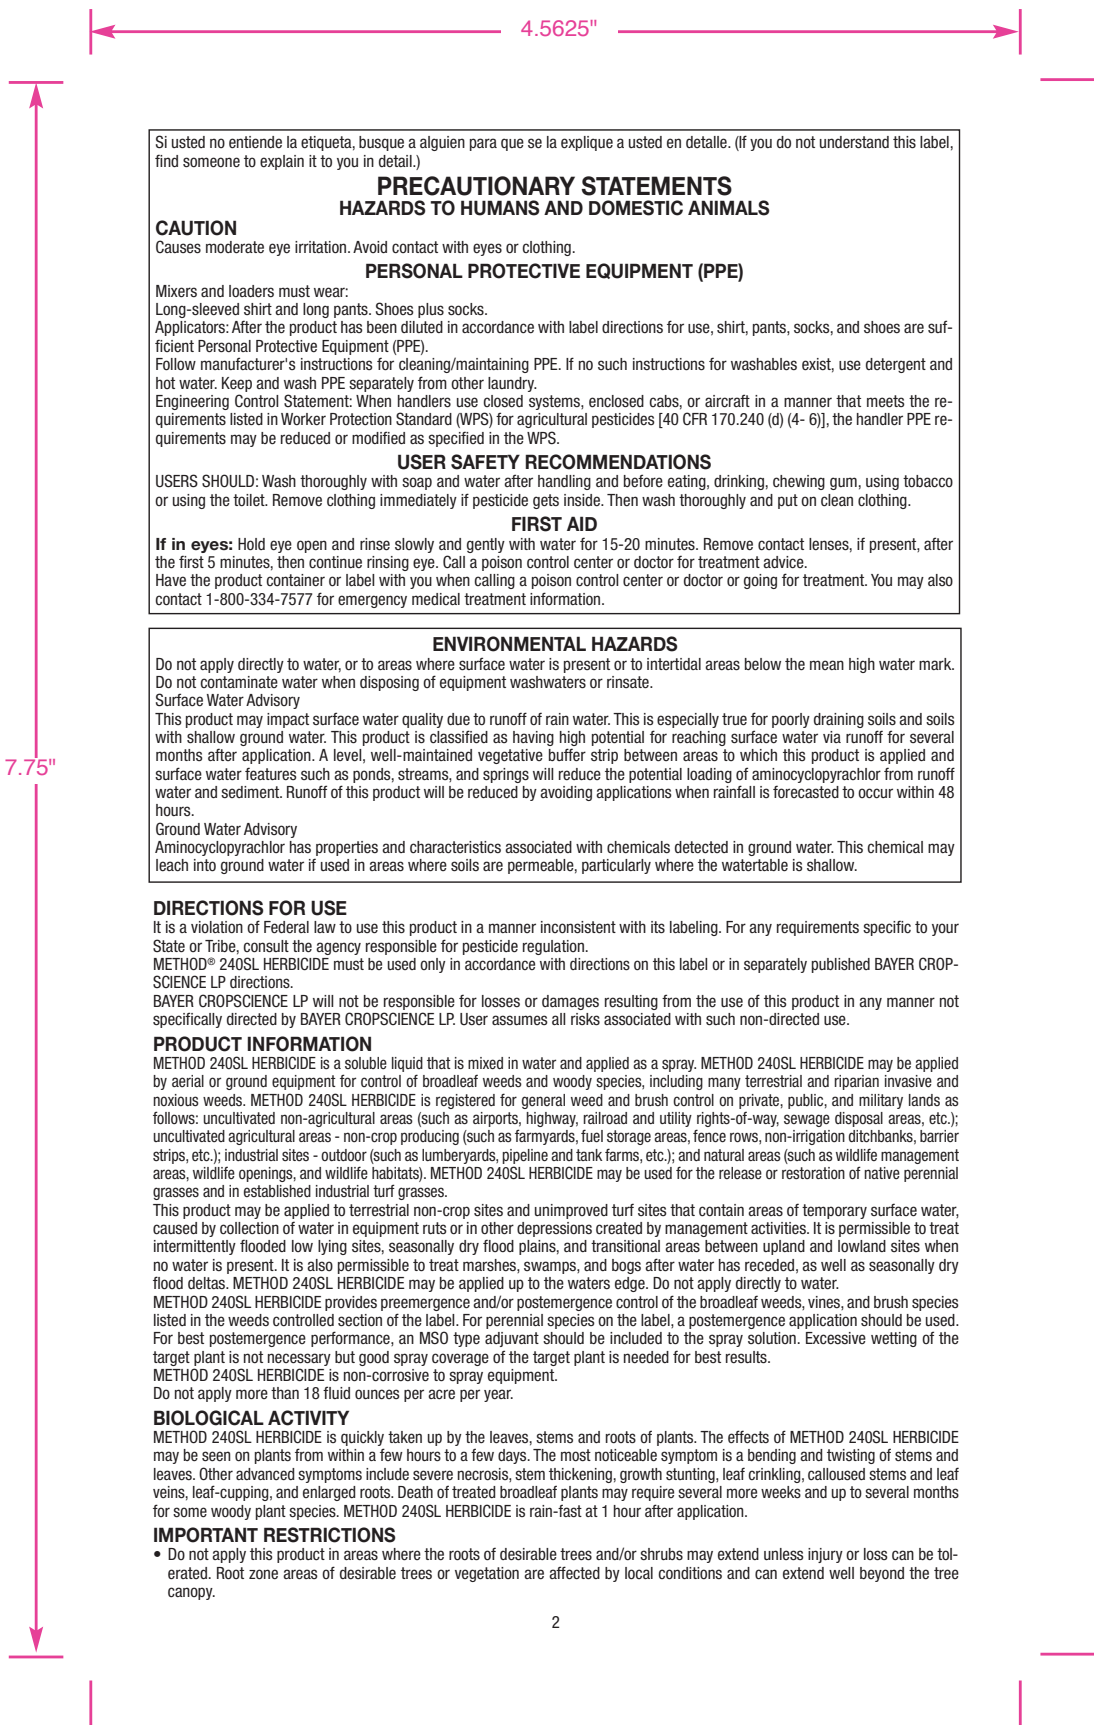 4.5625"
7.75"
Si usted no entiende la etiqueta, busque a alguien para que se la explique a usted en detalle. (If you do not understand this label,
find someone to explain it to you in detail.)
PRECAUTIONARY STATEMENTS
HAZARDS TO HUMANS AND DOMESTIC ANIMALS
CAUTION
Causes moderate eye irritation. Avoid contact with eyes or clothing.
PERSONAL PROTECTIVE EQUIPMENT (PPE)
Mixers and loaders must wear:
Long-sleeved shirt and long pants. Shoes plus socks.
Applicators: After the product has been diluted in accordance with label directions for use, shirt, pants, socks, and shoes are suf-
ficient Personal Protective Equipment (PPE).
Follow manufacturer's instructions for cleaning/maintaining PPE. If no such instructions for washables exist, use detergent and
hot water. Keep and wash PPE separately from other laundry.
Engineering Control Statement: When handlers use closed systems, enclosed cabs, or aircraft in a manner that meets the re-
quirements listed in Worker Protection Standard (WPS) for agricultural pesticides [40 CFR 170.240 (d) (4- 6)], the handler PPE re-
quirements may be reduced or modified as specified in the WPS.
USER SAFETY RECOMMENDATIONS
USERS SHOULD: Wash thoroughly with soap and water after handling and before eating, drinking, chewing gum, using tobacco
or using the toilet. Remove clothing immediately if pesticide gets inside. Then wash thoroughly and put on clean clothing.
FIRST AID
If in eyes: Hold eye open and rinse slowly and gently with water for 15-20 minutes. Remove contact lenses, if present, after
the first 5 minutes, then continue rinsing eye. Call a poison control center or doctor for treatment advice.
Have the product container or label with you when calling a poison control center or doctor or going for treatment. You may also
contact 1-800-334-7577 for emergency medical treatment information.
ENVIRONMENTAL HAZARDS
Do not apply directly to water, or to areas where surface water is present or to intertidal areas below the mean high water mark.
Do not contaminate water when disposing of equipment washwaters or rinsate.
Surface Water Advisory
This product may impact surface water quality due to runoff of rain water. This is especially true for poorly draining soils and soils
with shallow ground water. This product is classified as having high potential for reaching surface water via runoff for several
months after application. A level, well-maintained vegetative buffer strip between areas to which this product is applied and
surface water features such as ponds, streams, and springs will reduce the potential loading of aminocyclopyrachlor from runoff
water and sediment. Runoff of this product will be reduced by avoiding applications when rainfall is forecasted to occur within 48
hours.
Ground Water Advisory
Aminocyclopyrachlor has properties and characteristics associated with chemicals detected in ground water. This chemical may
leach into ground water if used in areas where soils are permeable, particularly where the watertable is shallow.
DIRECTIONS FOR USE
It is a violation of Federal law to use this product in a manner inconsistent with its labeling. For any requirements specific to your
State or Tribe, consult the agency responsible for pesticide regulation.
METHOD® 240SL HERBICIDE must be used only in accordance with directions on this label or in separately published BAYER CROP-
SCIENCE LP directions.
BAYER CROPSCIENCE LP will not be responsible for losses or damages resulting from the use of this product in any manner not
specifically directed by BAYER CROPSCIENCE LP. User assumes all risks associated with such non-directed use.
PRODUCT INFORMATION
METHOD 240SL HERBICIDE is a soluble liquid that is mixed in water and applied as a spray. METHOD 240SL HERBICIDE may be applied
by aerial or ground equipment for control of broadleaf weeds and woody species, including many terrestrial and riparian invasive and
noxious weeds. METHOD 240SL HERBICIDE is registered for general weed and brush control on private, public, and military lands as
follows: uncultivated non-agricultural areas (such as airports, highway, railroad and utility rights-of-way, sewage disposal areas, etc.);
uncultivated agricultural areas - non-crop producing (such as farmyards, fuel storage areas, fence rows, non-irrigation ditchbanks, barrier
strips, etc.); industrial sites - outdoor (such as lumberyards, pipeline and tank farms, etc.); and natural areas (such as wildlife management
areas, wildlife openings, and wildlife habitats). METHOD 240SL HERBICIDE may be used for the release or restoration of native perennial
grasses and in established industrial turf grasses.
This product may be applied to terrestrial non-crop sites and unimproved turf sites that contain areas of temporary surface water,
caused by collection of water in equipment ruts or in other depressions created by management activities. It is permissible to treat
intermittently flooded low lying sites, seasonally dry flood plains, and transitional areas between upland and lowland sites when
no water is present. It is also permissible to treat marshes, swamps, and bogs after water has receded, as well as seasonally dry
flood deltas. METHOD 240SL HERBICIDE may be applied up to the waters edge. Do not apply directly to water.
METHOD 240SL HERBICIDE provides preemergence and/or postemergence control of the broadleaf weeds, vines, and brush species
listed in the weeds controlled section of the label. For perennial species on the label, a postemergence application should be used.
For best postemergence performance, an MSO type adjuvant should be included to the spray solution. Excessive wetting of the
target plant is not necessary but good spray coverage of the target plant is needed for best results.
METHOD 240SL HERBICIDE is non-corrosive to spray equipment.
Do not apply more than 18 fluid ounces per acre per year.
BIOLOGICAL ACTIVITY
METHOD 240SL HERBICIDE is quickly taken up by the leaves, stems and roots of plants. The effects of METHOD 240SL HERBICIDE
may be seen on plants from within a few hours to a few days. The most noticeable symptom is a bending and twisting of stems and
leaves. Other advanced symptoms include severe necrosis, stem thickening, growth stunting, leaf crinkling, calloused stems and leaf
veins, leaf-cupping, and enlarged roots. Death of treated broadleaf plants may require several more weeks and up to several months
for some woody plant species. METHOD 240SL HERBICIDE is rain-fast at 1 hour after application.
IMPORTANT RESTRICTIONS
• Do not apply this product in areas where the roots of desirable trees and/or shrubs may extend unless injury or loss can be tol-
erated. Root zone areas of desirable trees or vegetation are affected by local conditions and can extend well beyond the tree
canopy.
2